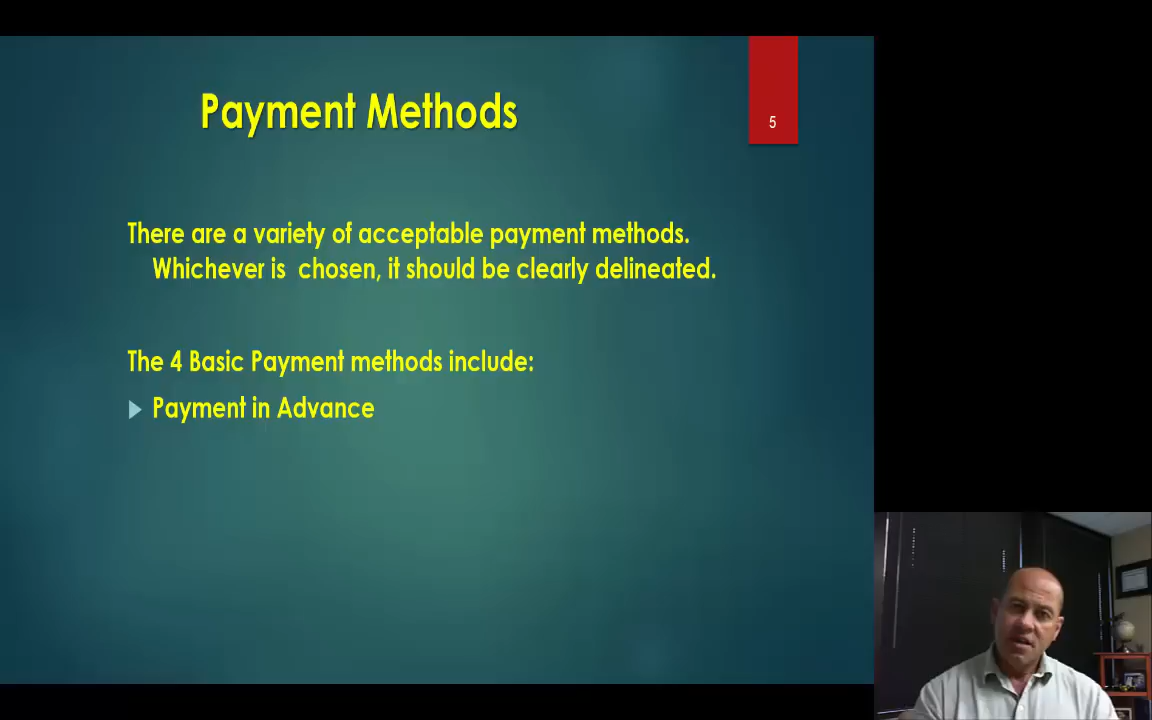 Payment Methods
5
There are a variety of acceptable payment methods.
Whichever is  chosen, it should be clearly delineated.
The 4 Basic Payment methods include:
Payment in Advance